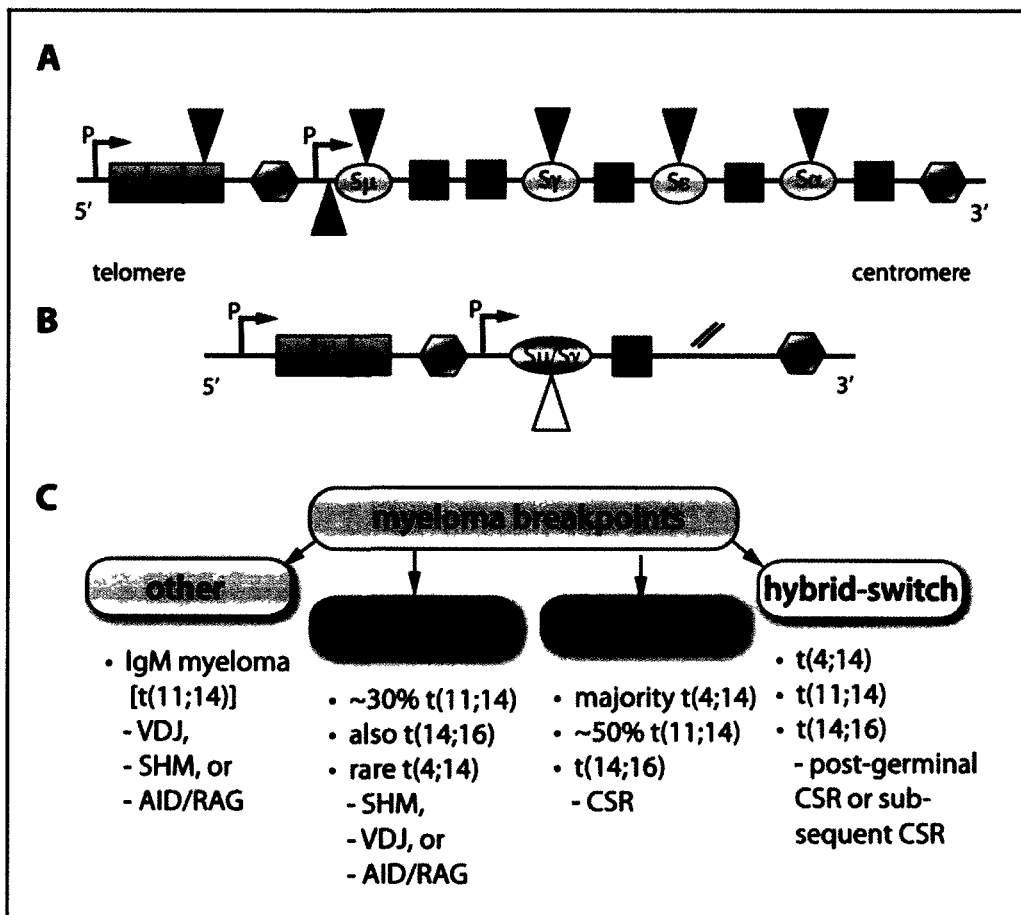 A
P
P
Sμ
Sγ
Sε
Sα
5'
3'
telomere
centromere
B
P
P
Sμ/Sγ
5'
3'
C
myeloma breakpoints
other
hybrid-switch
• IgM myeloma
[t(11;14)]
- VDJ,
- SHM, or
- AID/RAG
• ~30% t(11;14)
• also t(14;16)
• rare t(4;14)
- SHM,
- VDJ, or
- AID/RAG
• majority t(4;14)
• ~50% t(11;14)
• t(14;16)
- CSR
• t(4;14)
• t(11;14)
• t(14;16)
- post-germinal
CSR or sub-
sequent CSR